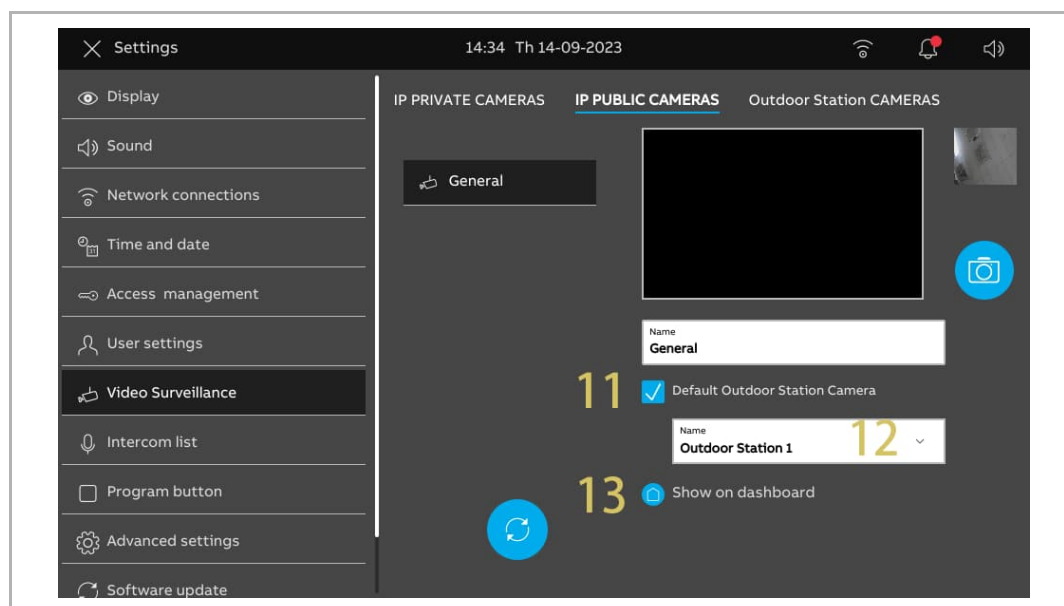 Settings
14:34 Th 14-09-2023
Display
Sound
Network connections
Time and date
Access management
User settings
Video Surveillance
Intercom list
Program button
Advanced settings
Software update
IP PRIVATE CAMERAS
IP PUBLIC CAMERAS
Outdoor Station CAMERAS
General
Name
General
11
Default Outdoor Station Camera
Name
Outdoor Station 1
12
13
Show on dashboard